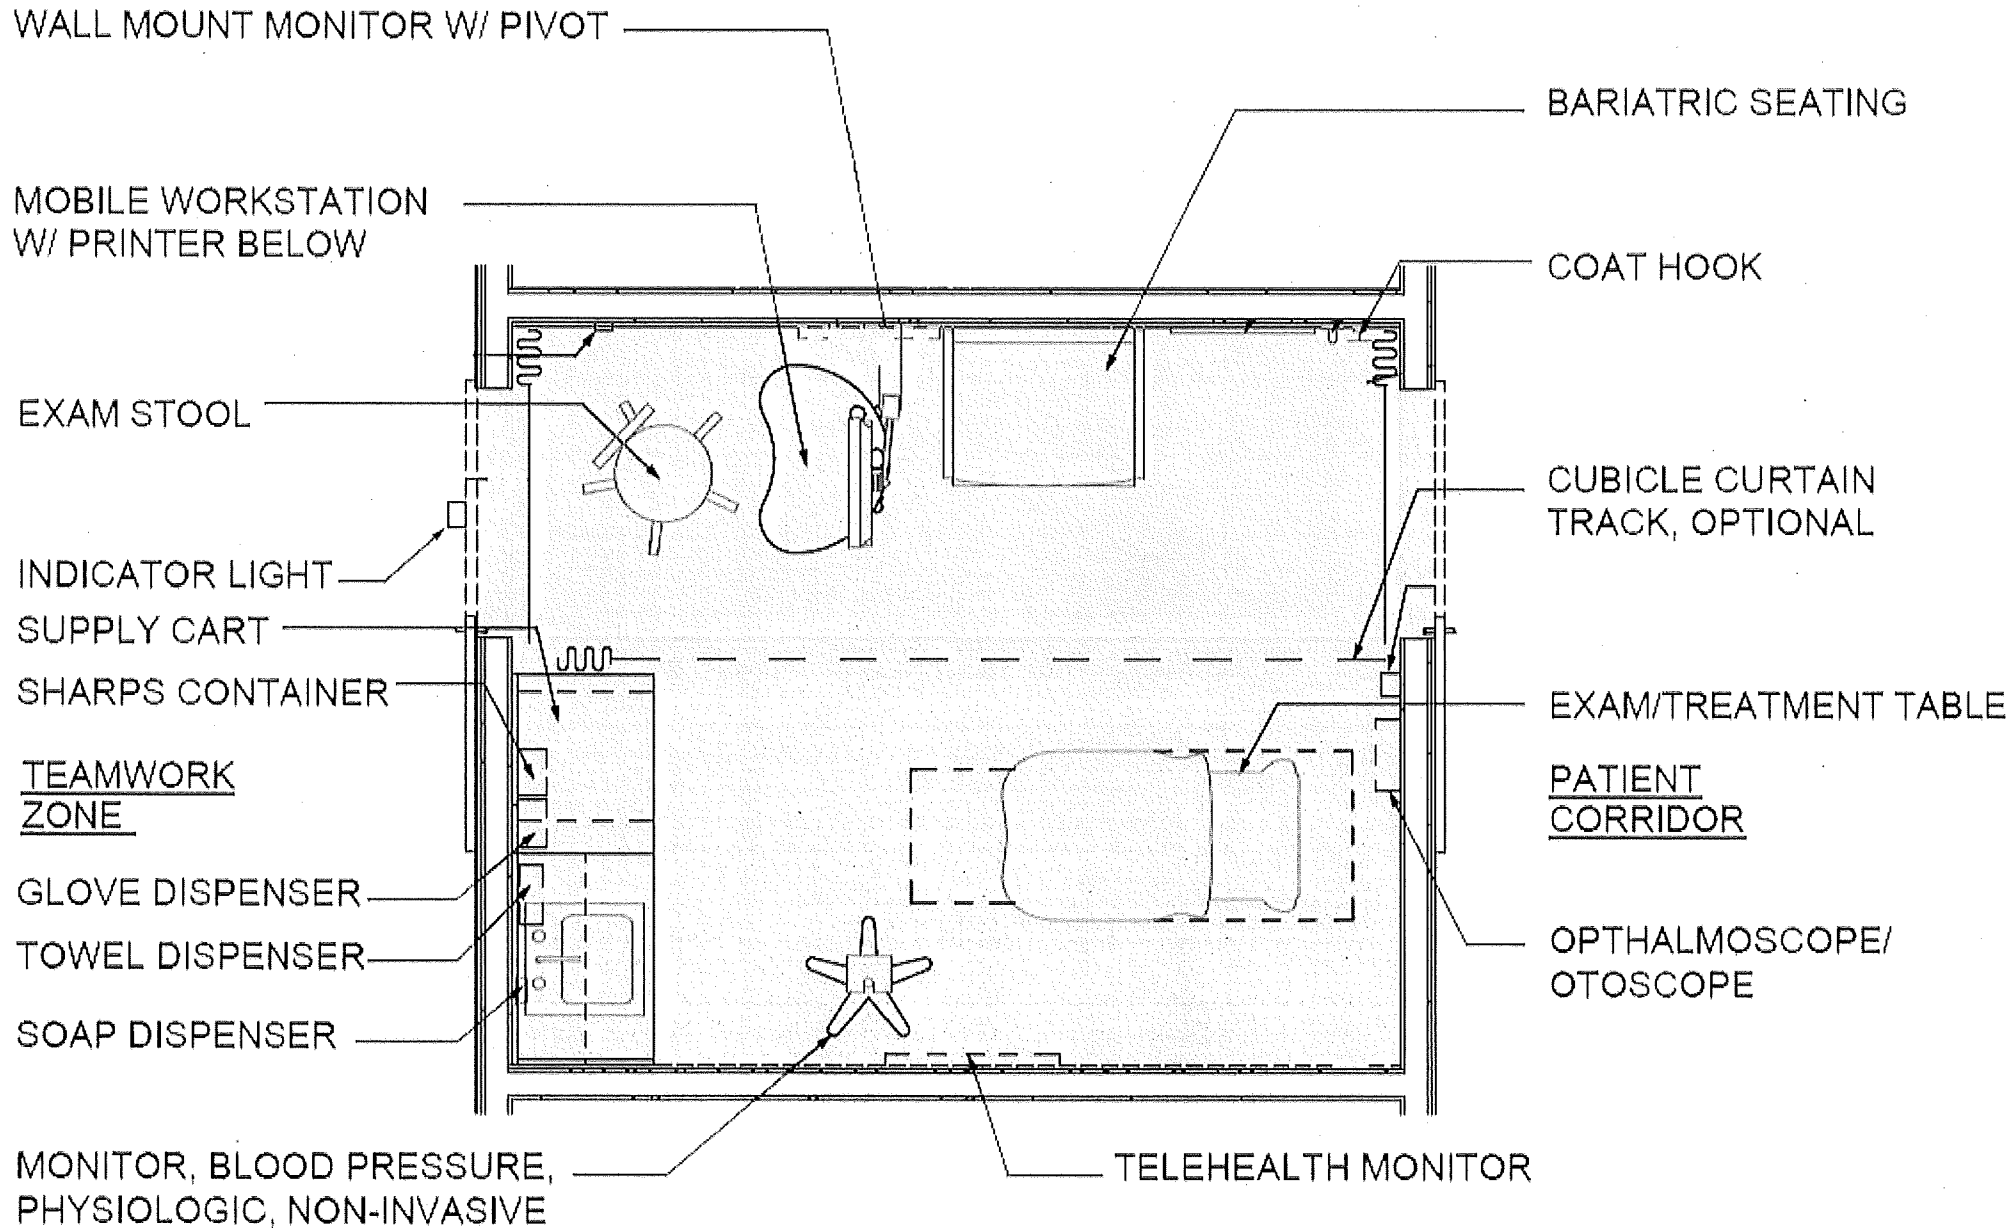 WALL MOUNT MONITOR W/ PIVOT
BARIATRIC SEATING
MOBILE WORKSTATION
W/ PRINTER BELOW
COAT HOOK
EXAM STOOL
CUBICLE CURTAIN
TRACK, OPTIONAL
INDICATOR LIGHT
SUPPLY CART
SHARPS CONTAINER
EXAM/TREATMENT TABLE
TEAMWORK
ZONE
PATIENT
CORRIDOR
GLOVE DISPENSER
TOWEL DISPENSER
OPTHALMOSCOPE/
OTOSCOPE
SOAP DISPENSER
MONITOR, BLOOD PRESSURE,
PHYSIOLOGIC, NON-INVASIVE
TELEHEALTH MONITOR